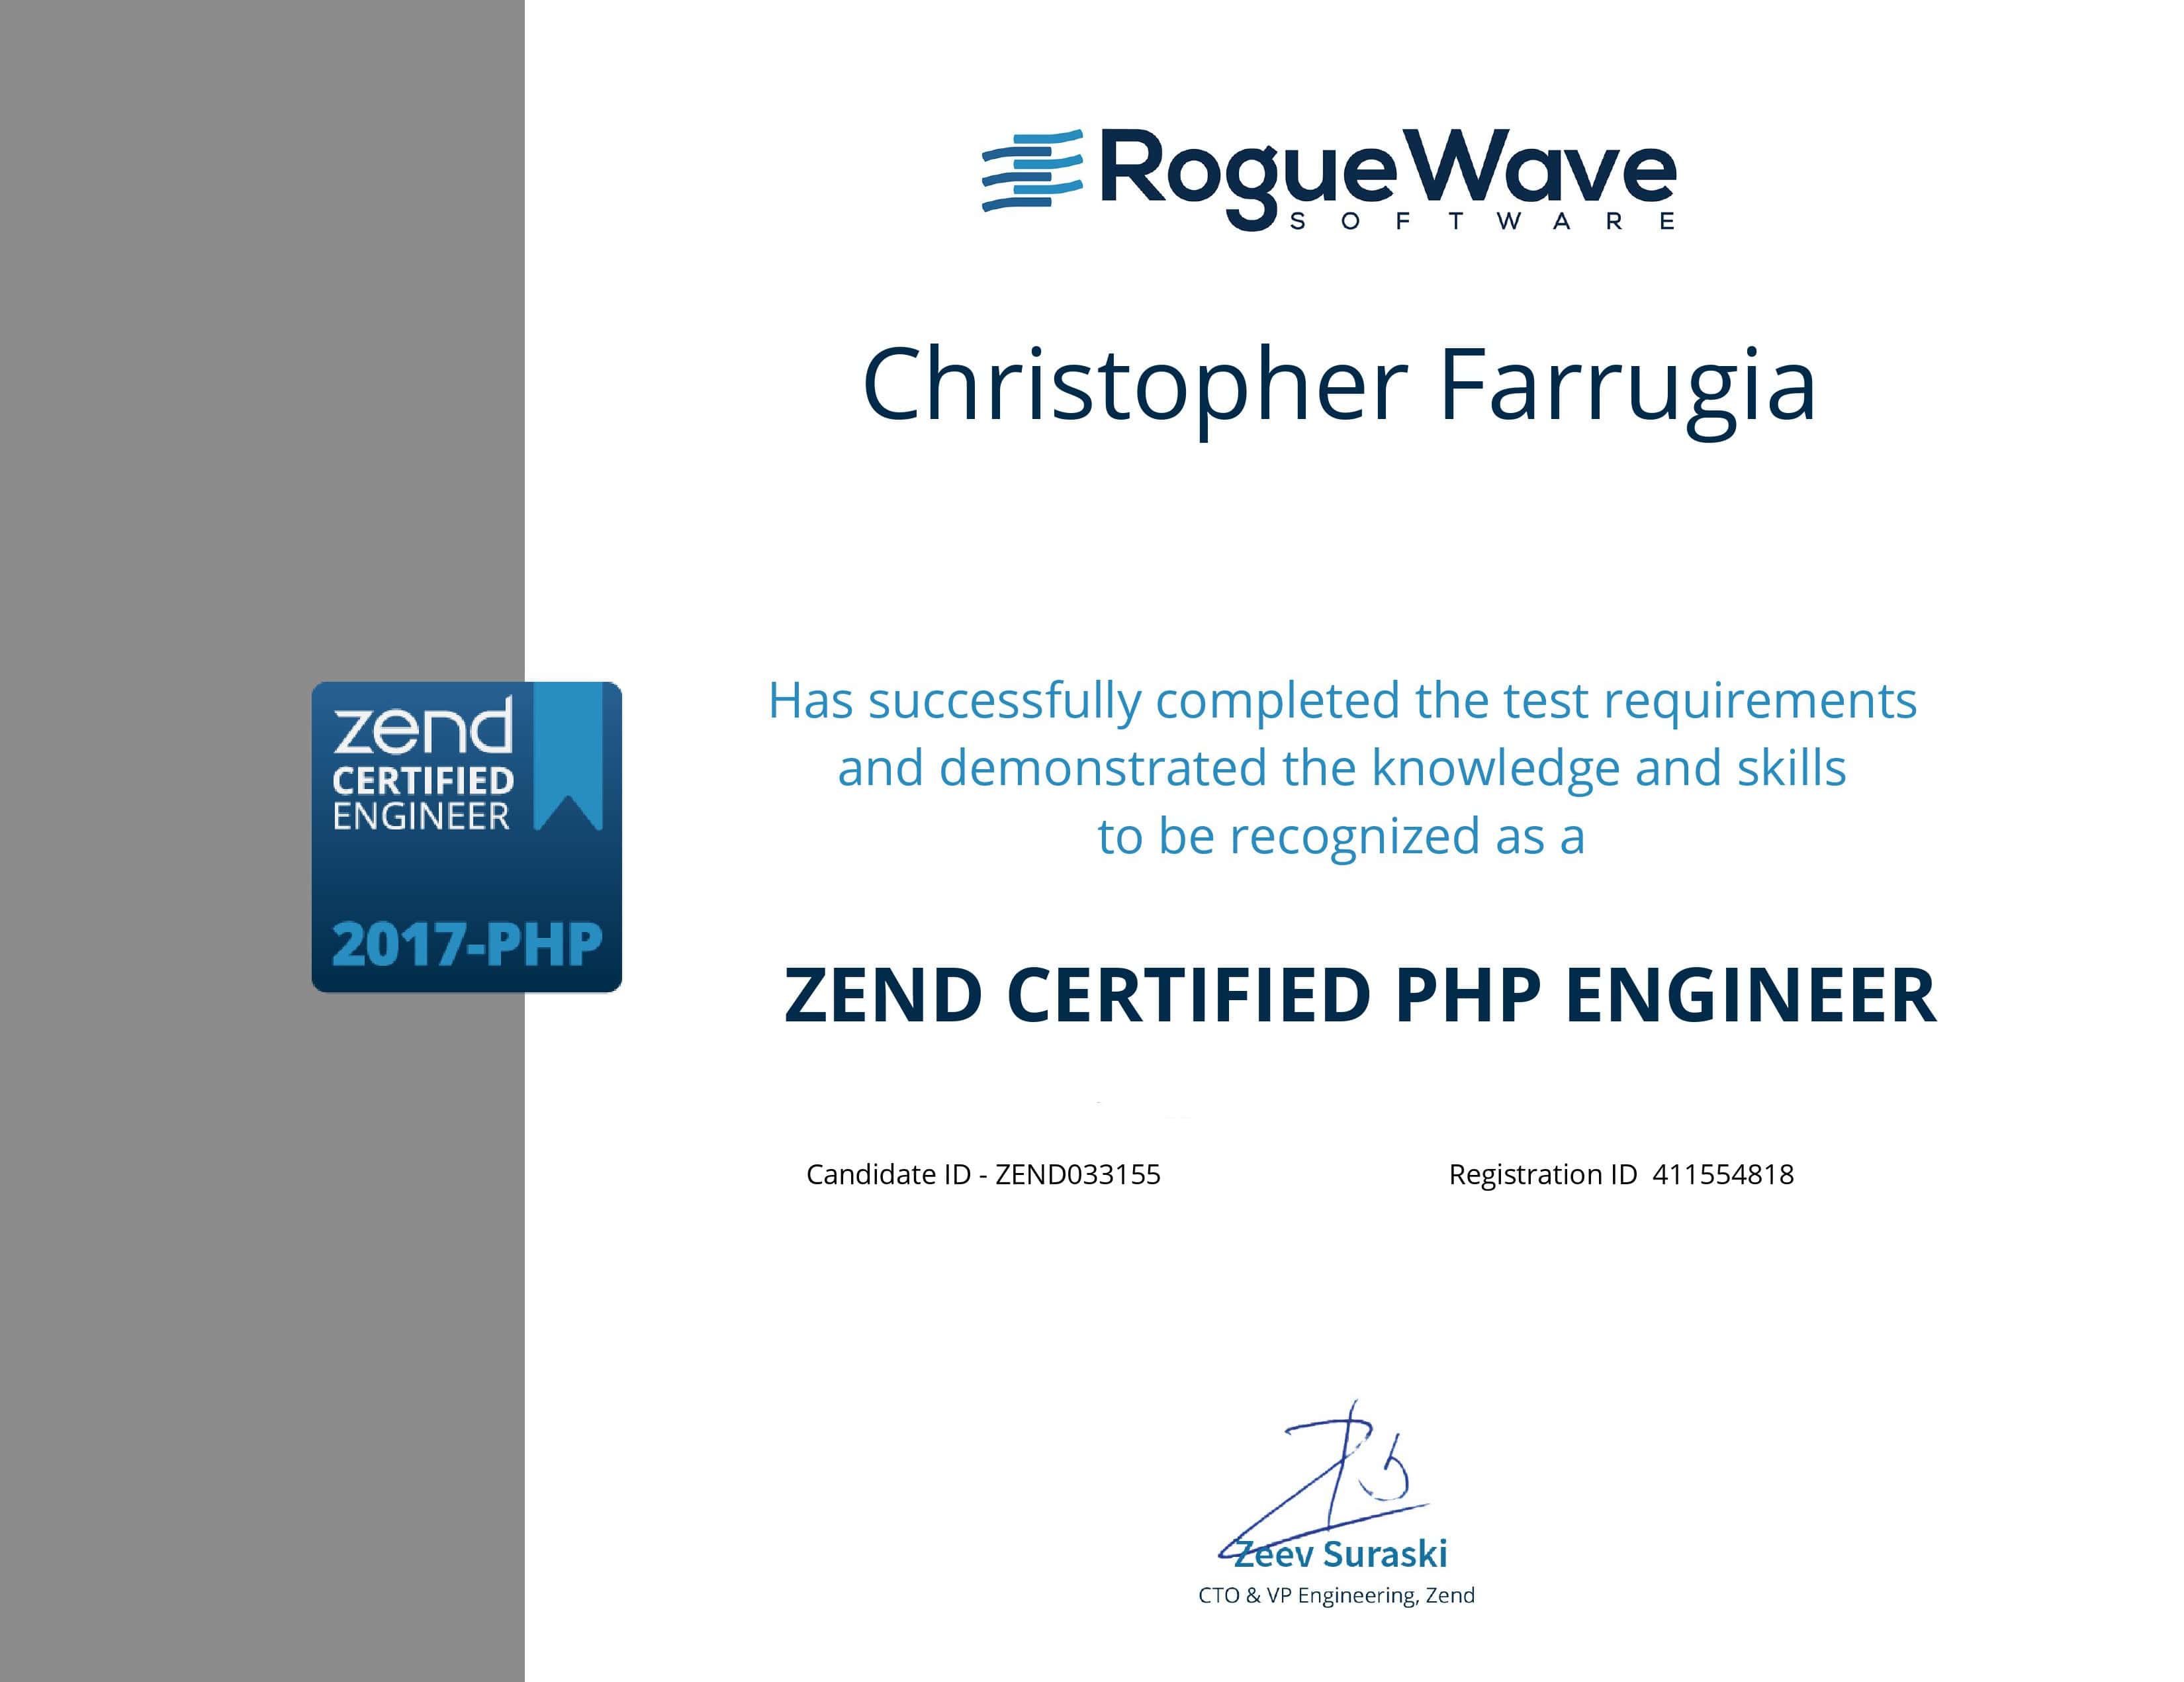 RogueWave
SOFTWARE
Christopher Farrugia
zend
CERTIFIED
ENGINEER
2017-PHP
Has successfully completed the test requirements
and demonstrated the knowledge and skills
to be recognized as a
ZEND CERTIFIED PHP ENGINEER
Candidate ID - ZEND033155
Registration ID 411554818
Zeev Suraski
CTO & VP Engineering, Zend